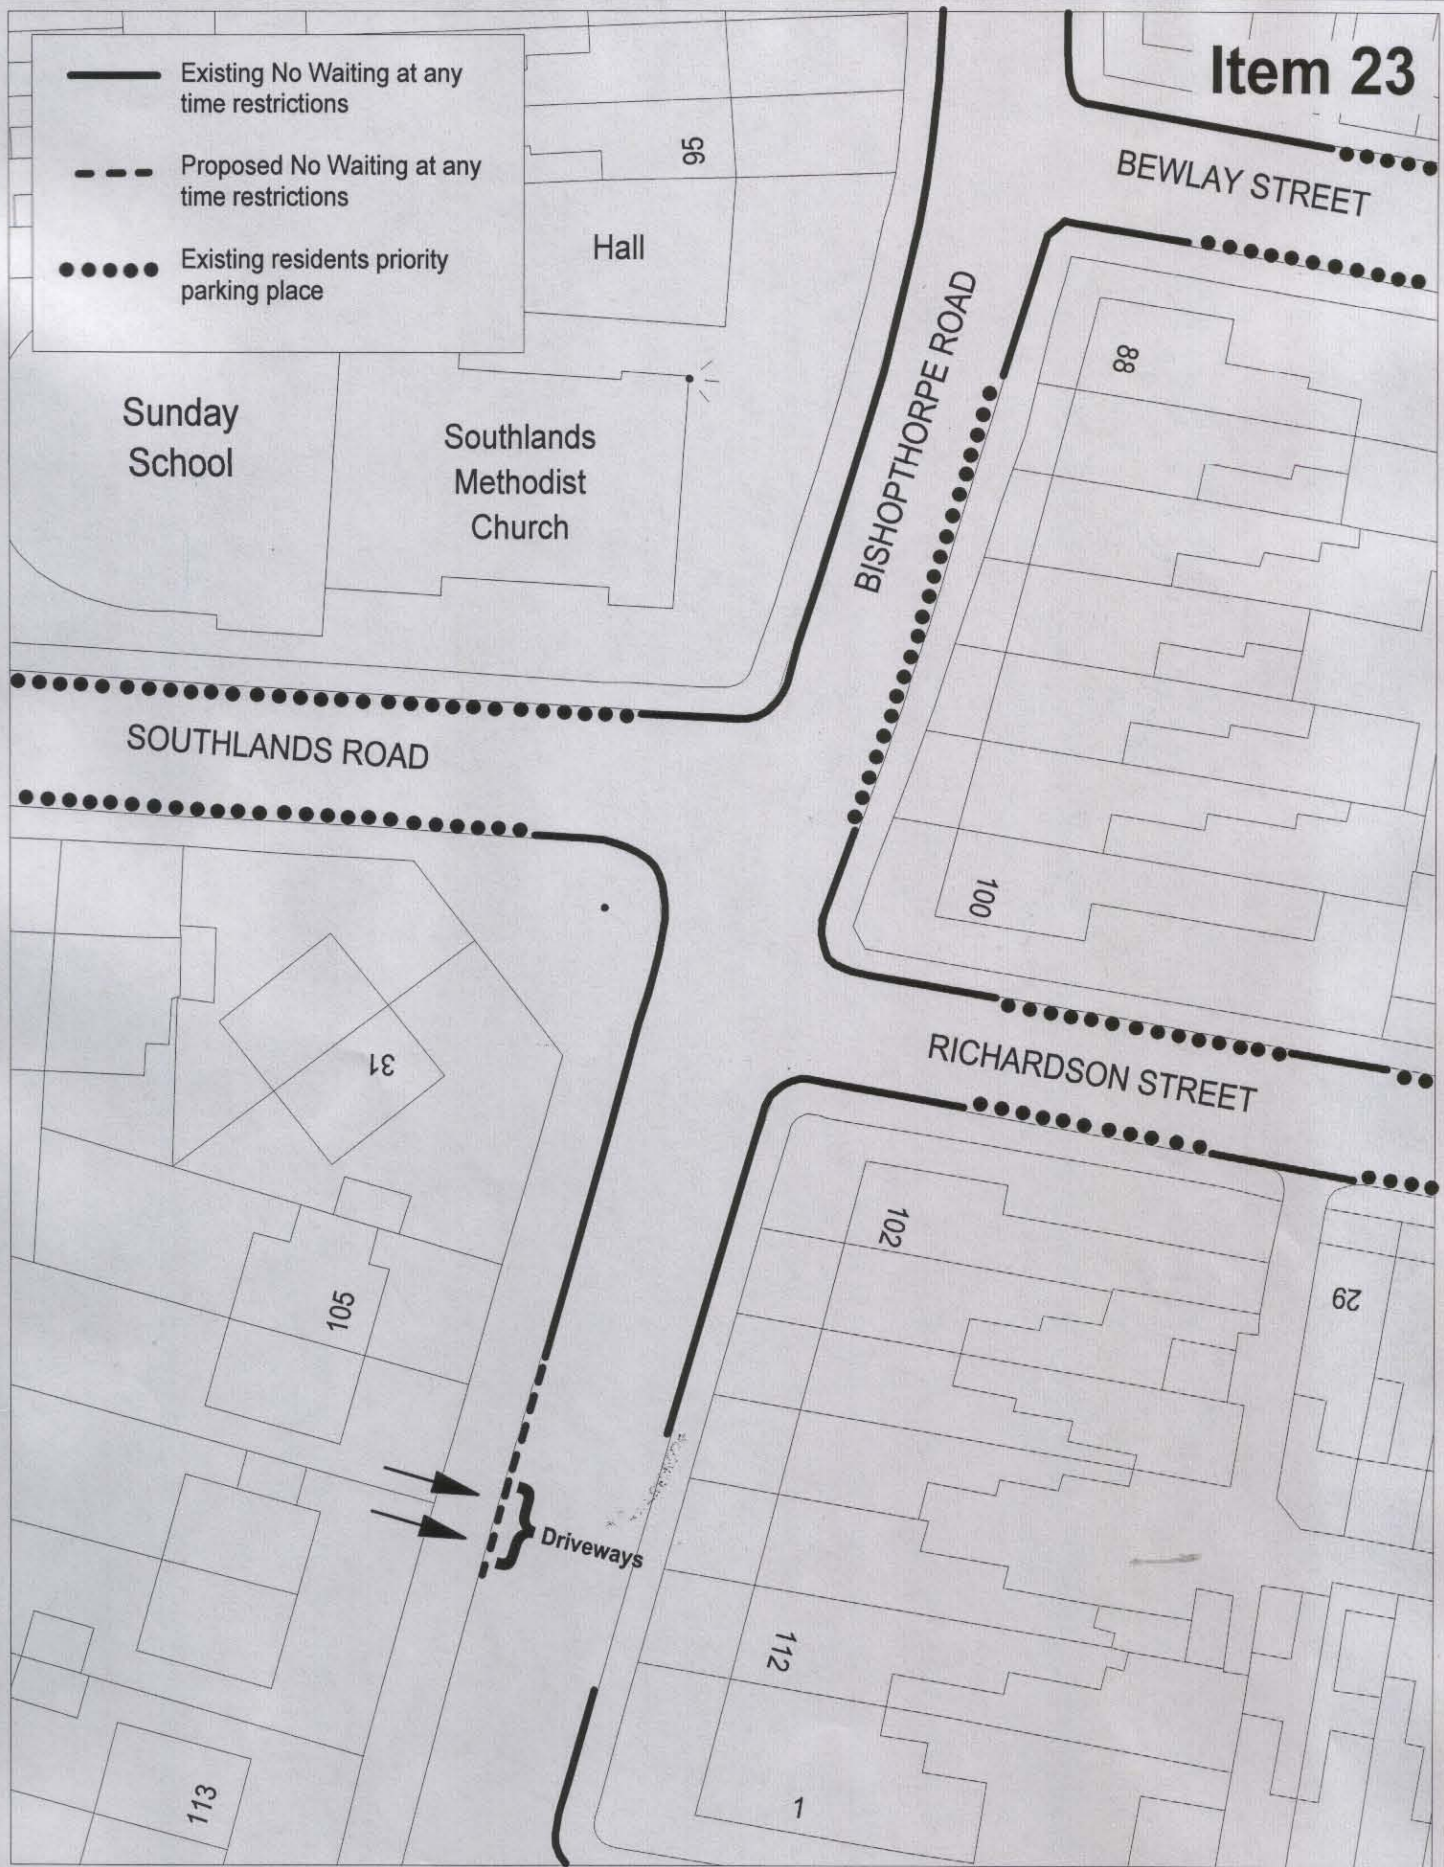 Item 23
Existing No Waiting at any
time restrictions
Proposed No Waiting at any
time restrictions
Existing residents priority
parking place
95
Hall
BEWLAY STREET
BISHOPTHORPE ROAD
88
Sunday
School
Southlands
Methodist
Church
SOUTHLANDS ROAD
100
31
RICHARDSON STREET
102
105
29
Driveways
112
113
1